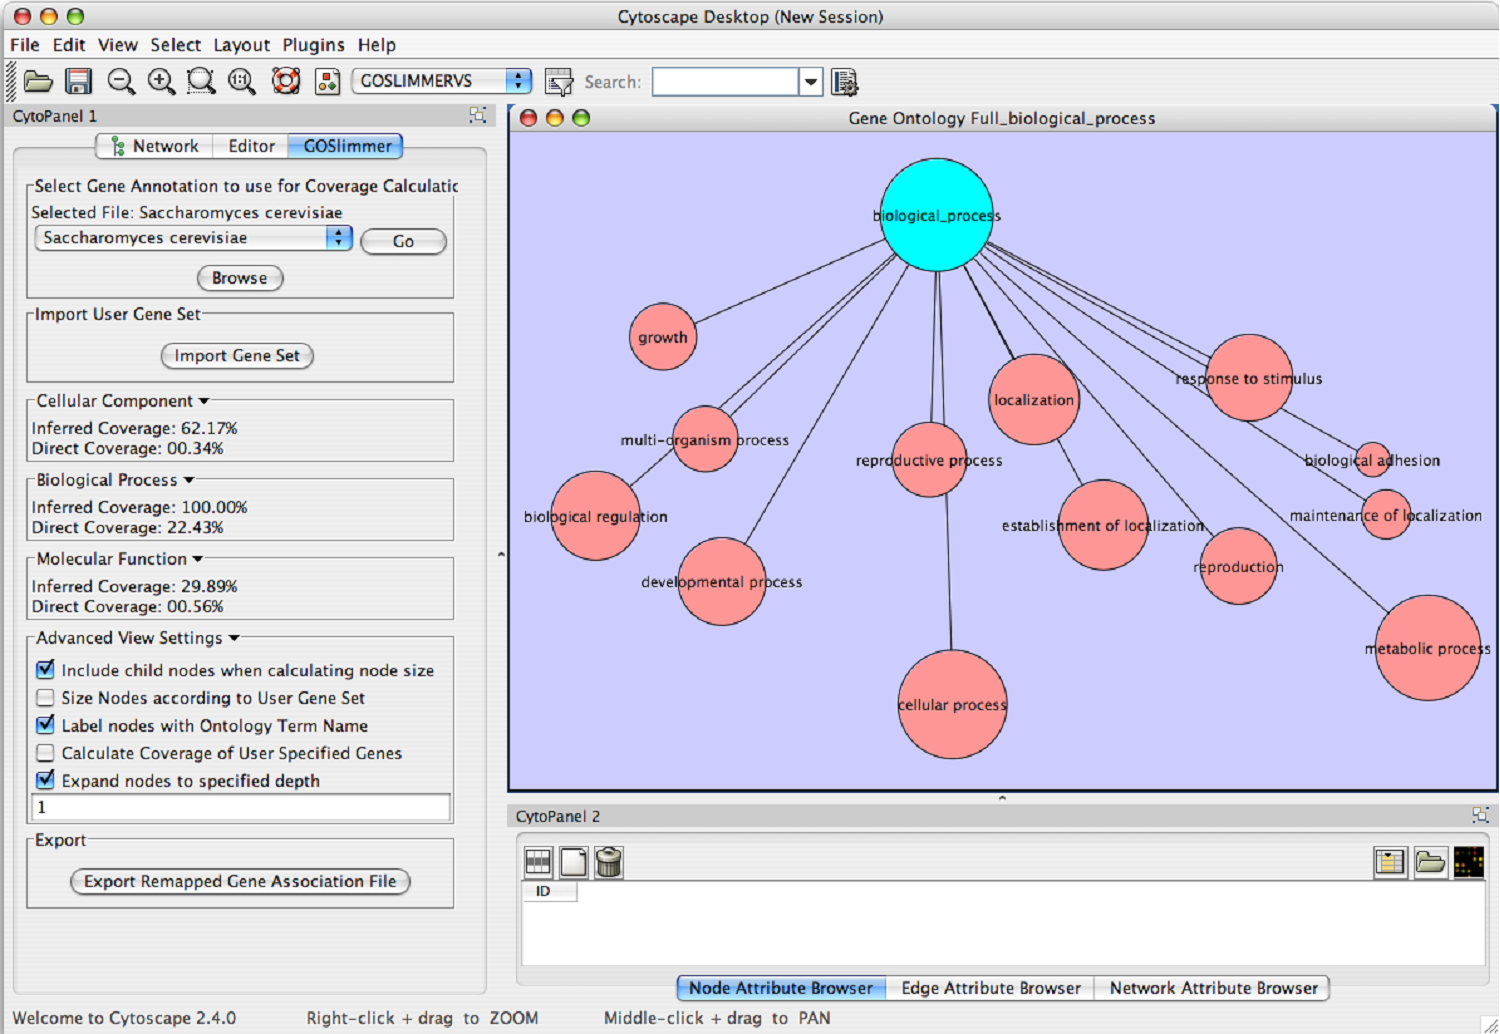 Cytoscape Desktop (New Session)
File Edit View Select Layout Plugins Help
1:1 GOSLIMMERVS Search:
CytoPanel 1
Network Editor GOSlimmer
Select Gene Annotation to use for Coverage Calculatic
Selected File: Saccharomyces cerevisiae
Saccharomyces cerevisiae Go
Browse
Import User Gene Set
Import Gene Set
Cellular Component
Inferred Coverage: 62.17%
Direct Coverage: 00.34%
Biological Process
Inferred Coverage: 100.00%
Direct Coverage: 22.43%
Molecular Function
Inferred Coverage: 29.89%
Direct Coverage: 00.56%
Advanced View Settings
Include child nodes when calculating node size
Size Nodes according to User Gene Set
Label nodes with Ontology Term Name
Calculate Coverage of User Specified Genes
Expand nodes to specified depth
1
Export
Export Remapped Gene Association File
Gene Ontology Full_biological_process
biological_process
growth
response to stimulus
localization
multi-organism process
reproductive process
biological adhesion
biological regulation
establishment of localization
maintenance of localization
reproduction
developmental process
metabolic process
cellular process
CytoPanel 2
ID
Node Attribute Browser Edge Attribute Browser Network Attribute Browser
Welcome to Cytoscape 2.4.0 Right-click + drag to ZOOM Middle-click + drag to PAN